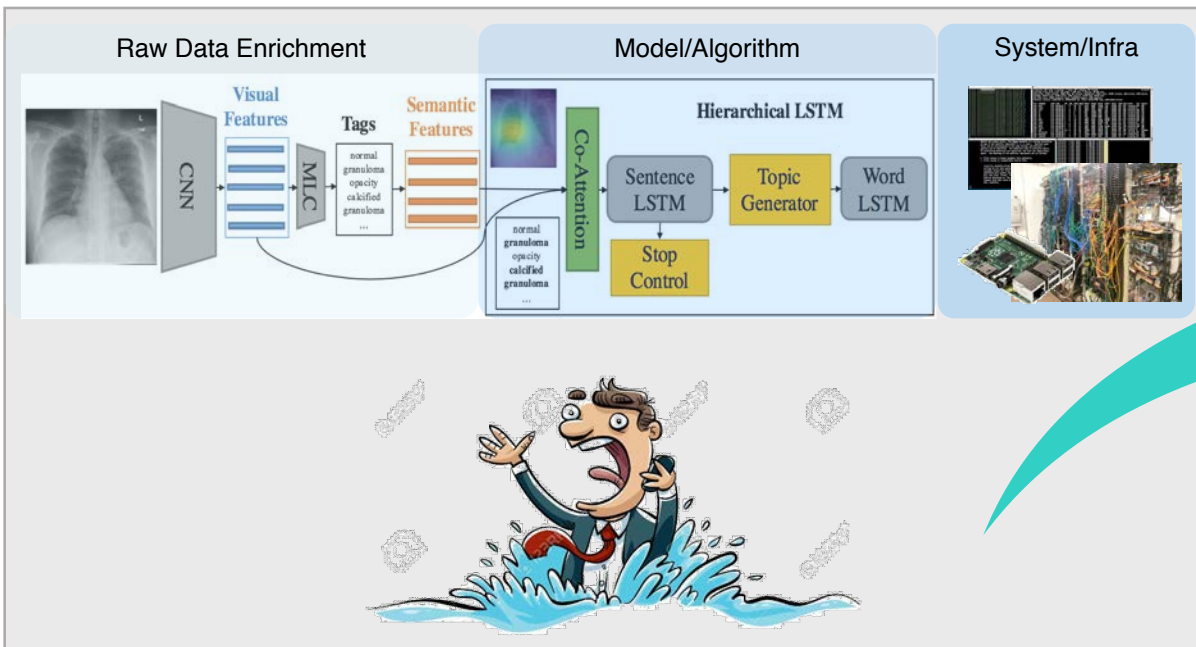 Raw Data Enrichment
Model/Algorithm
System/Infra
Visual
Features
Tags
Semantic
Features
CNN
MLC
normal
granuloma
opacity
calcified
granuloma
...
L
Hierarchical LSTM
Co-Attention
normal
granuloma
opacity
calcified
granuloma
...
Sentence
LSTM
Topic
Generator
Word
LSTM
Stop
Control